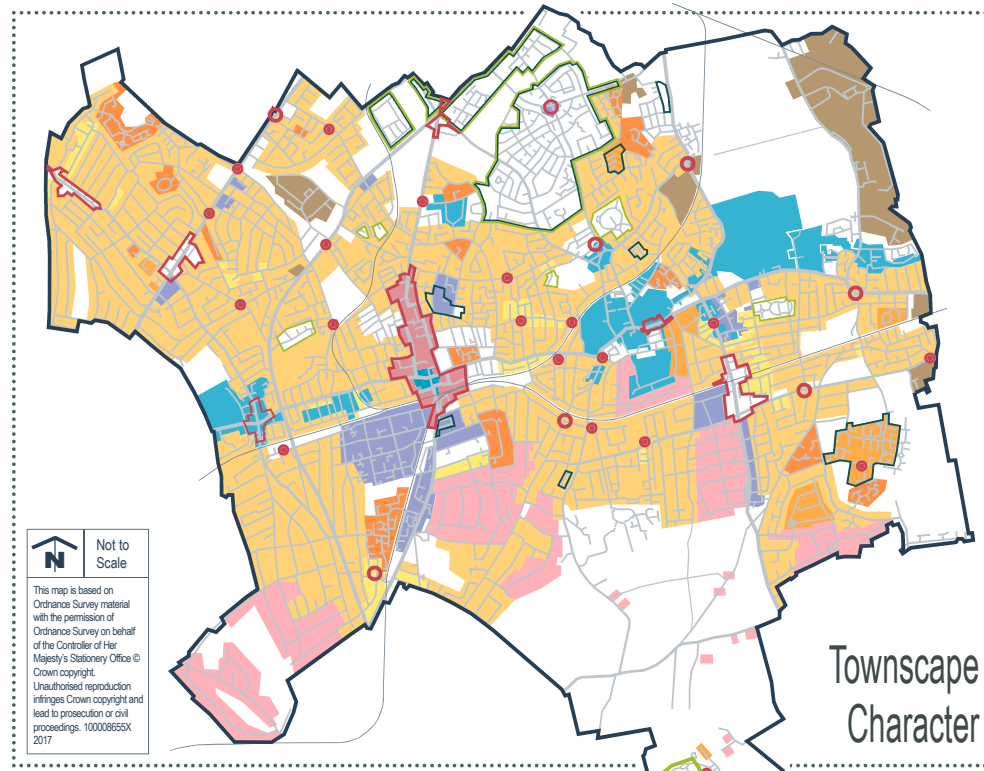 N
Not to
Scale
This map is based on
Ordnance Survey material
with the permission of
Ordnance Survey on behalf
of the Controller of Her
Majesty's Stationery Office ©
Crown copyright.
Unauthorised reproduction
infringes Crown copyright and
lead to prosecution or civil
proceedings. 100008655X
2017
Townscape
Character